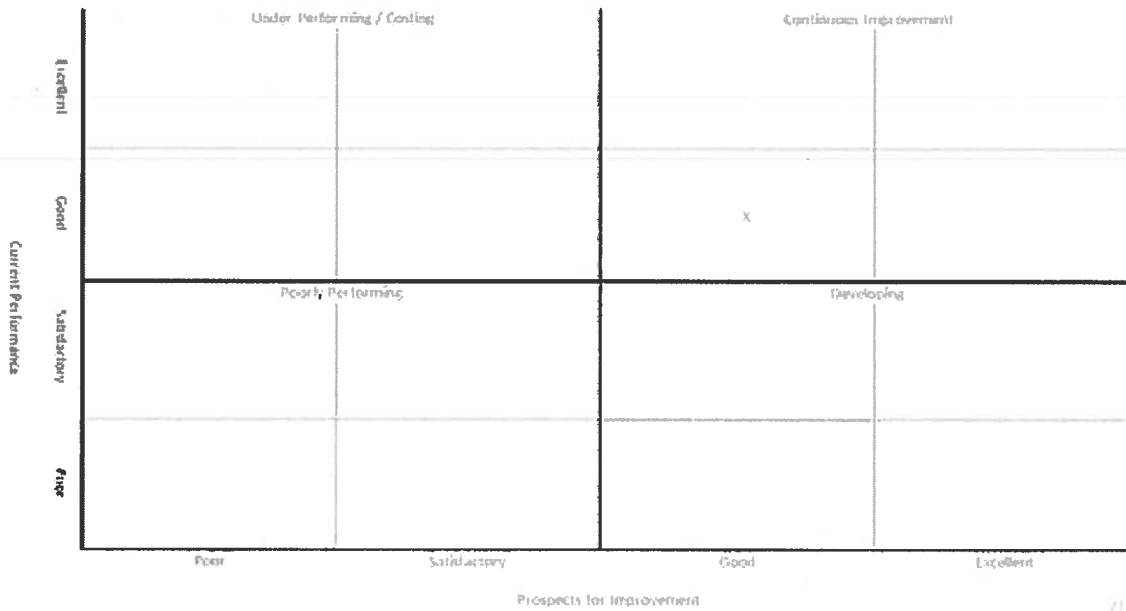 Under Performing / Coasting
Continuous Improvement
Excellent
Good
X
Current Performance
Poorly Performing
Developing
Satisfactory
Poor
Poor
Satisfactory
Good
Excellent
Prospects for Improvement
21